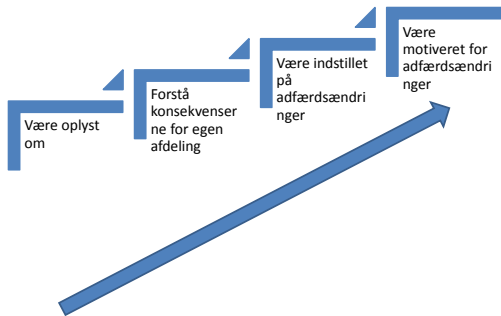 Være oplyst
om
Forstå
konsekvenser
ne for egen
afdeling
Være indstillet
på
adfærdsændri
nger
Være
motiveret for
adfærdsændri
nger